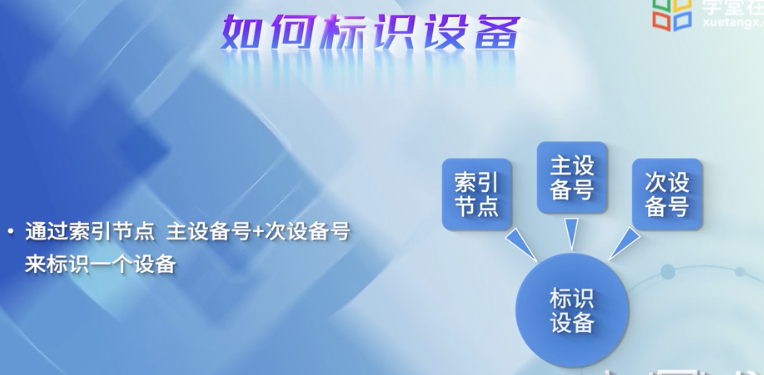 如何标识设备
学堂在
xuetangx.
索引
节点
主设
备号
次设
备号
• 通过索引节点 主设备号+次设备号
来标识一个设备
标识
设备